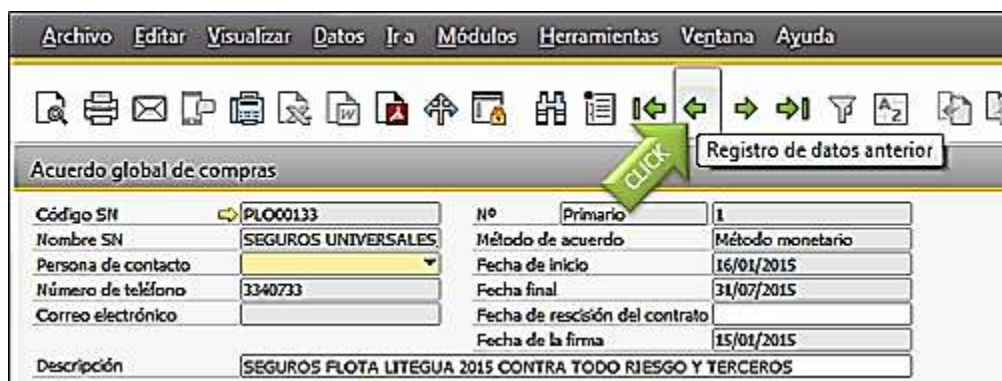 Archivo Editar Visualizar Datos Ir a Módulos Herramientas Ventana Ayuda
CLICK
Registro de datos anterior
Acuerdo global de compras
Código SN PLO00133 Nº Primario 1
Nombre SN SEGUROS UNIVERSALES, Método de acuerdo Método monetario
Persona de contacto Fecha de inicio 16/01/2015
Número de teléfono 3340733 Fecha final 31/07/2015
Correo electrónico Fecha de rescisión del contrato
Fecha de la firma 15/01/2015
Descripción SEGUROS FLOTA LITEGUA 2015 CONTRA TODO RIESGO Y TERCEROS